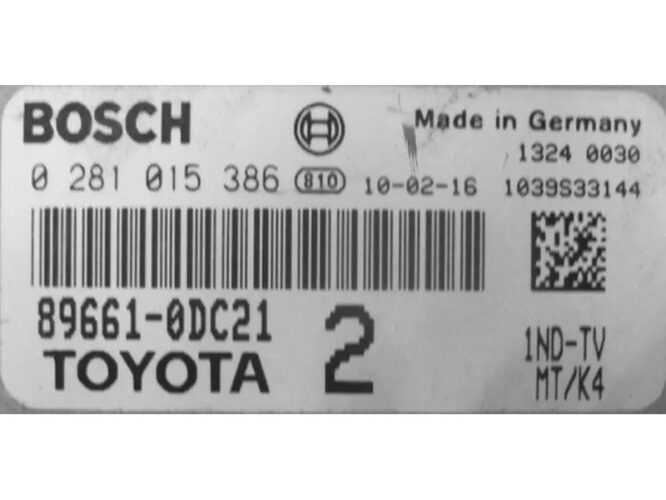 BOSCH
Made in Germany
1324 0030
0 281 015 386 810 10-02-16 1039S33144
89661-0DC21
TOYOTA
2
1ND-TV
MT/K4